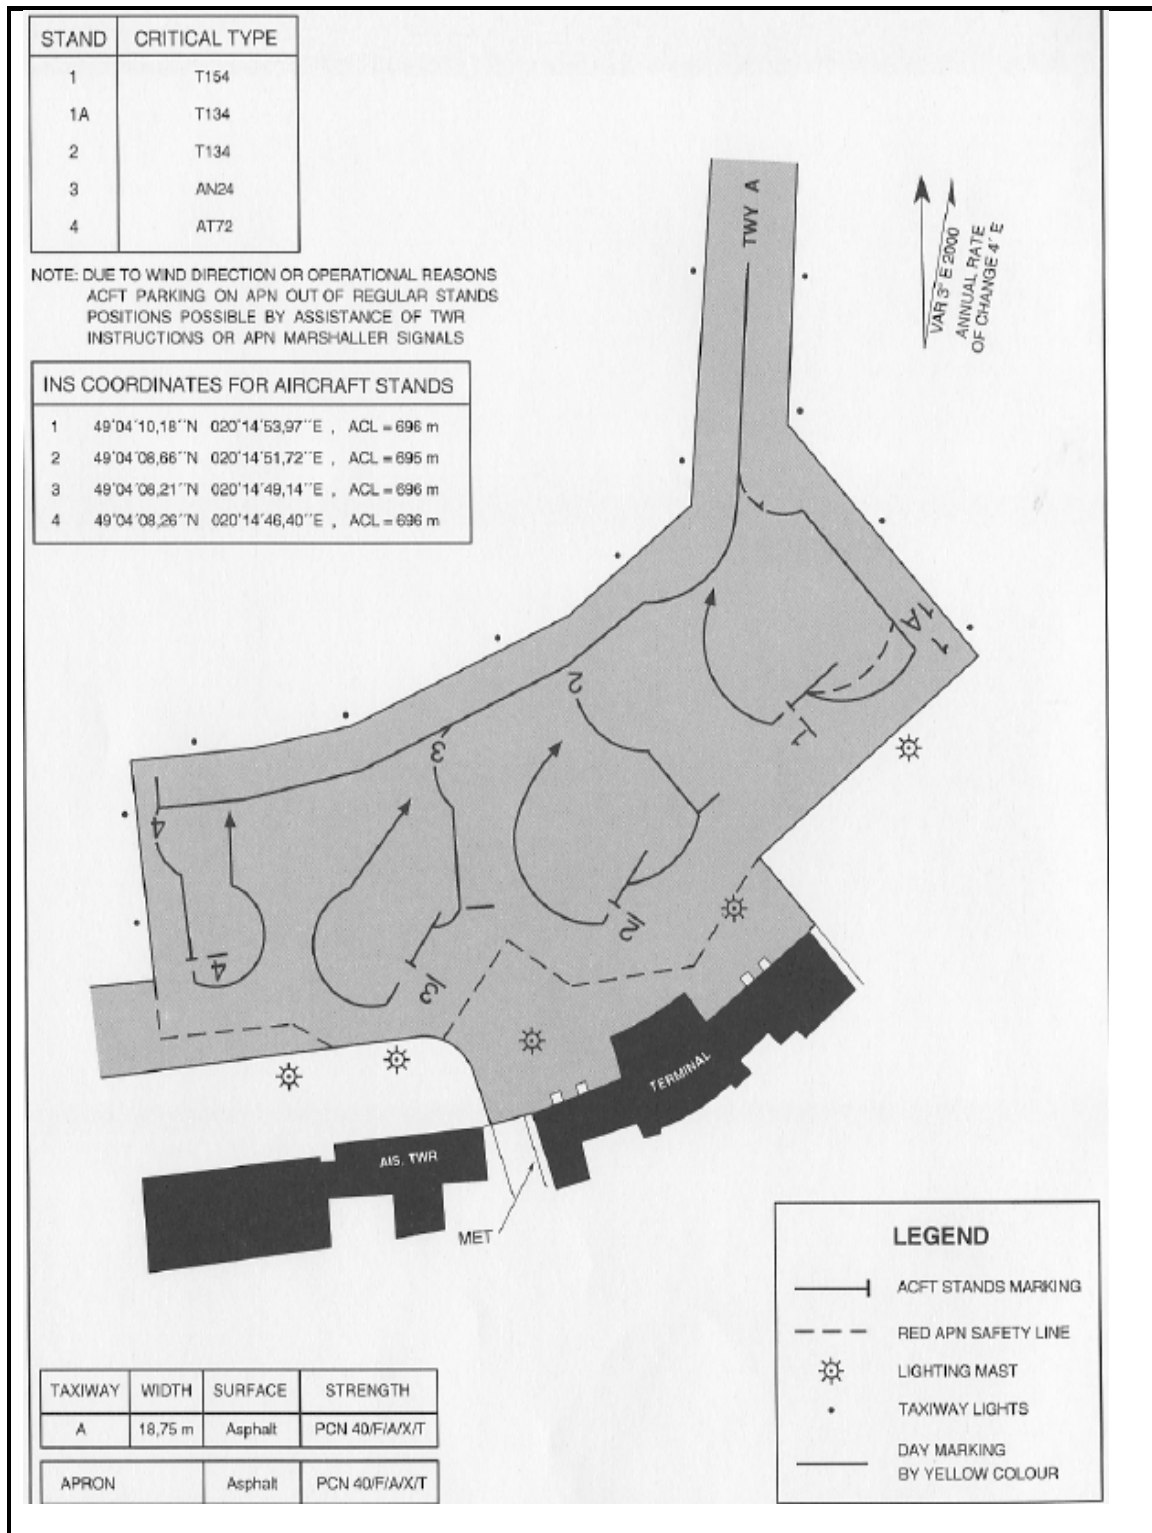 STAND CRITICAL TYPE
1 T154
1A T134
2 T134
3 AN24
4 AT72
NOTE: DUE TO WIND DIRECTION OR OPERATIONAL REASONS
ACFT PARKING ON APN OUT OF REGULAR STANDS
POSITIONS POSSIBLE BY ASSISTANCE OF TWR
INSTRUCTIONS OR APN MARSHALLER SIGNALS
INS COORDINATES FOR AIRCRAFT STANDS
1 49°04´10,18´´N 020°14´53,97´´E , ACL = 696 m
2 49°04´08,66´´N 020°14´51,72´´E , ACL = 695 m
3 49°04´08,21´´N 020°14´49,14´´E , ACL = 696 m
4 49°04´08,26´´N 020°14´46,40´´E , ACL = 696 m
TWY A
VAR 3° E 2000
ANNUAL RATE
OF CHANGE 4´ E
1A
1
2
1
3
4
2
4
3
TERMINAL
AIS, TWR
MET
LEGEND
ACFT STANDS MARKING
RED APN SAFETY LINE
LIGHTING MAST
TAXIWAY LIGHTS
DAY MARKING
BY YELLOW COLOUR
TAXIWAY WIDTH SURFACE STRENGTH
A 18,75 m Asphalt PCN 40/F/A/X/T
APRON Asphalt PCN 40/F/A/X/T